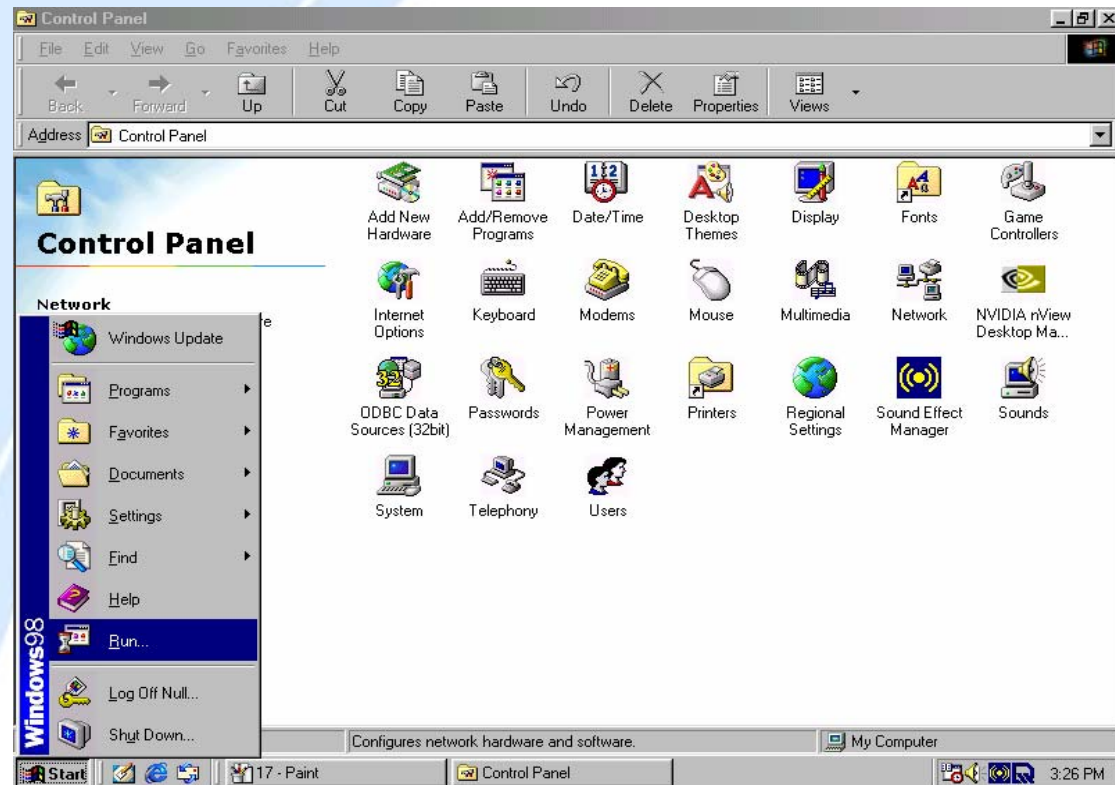 Control Panel
File Edit View Go Favorites Help
Back Forward Up Cut Copy Paste Undo Delete Properties Views
Address Control Panel
Control Panel
Network
re
Add New Hardware
Add/Remove Programs
Date/Time
Desktop Themes
Display
Fonts
Game Controllers
Internet Options
Keyboard
Modems
Mouse
Multimedia
Network
NVIDIA nView Desktop Ma...
ODBC Data Sources (32bit)
Passwords
Power Management
Printers
Regional Settings
Sound Effect Manager
Sounds
System
Telephony
Users
Windows Update
Programs
Favorites
Documents
Settings
Find
Help
Run...
Log Off Null...
Shut Down...
Windows98
Configures network hardware and software.
My Computer
Start
17 - Paint
Control Panel
3:26 PM